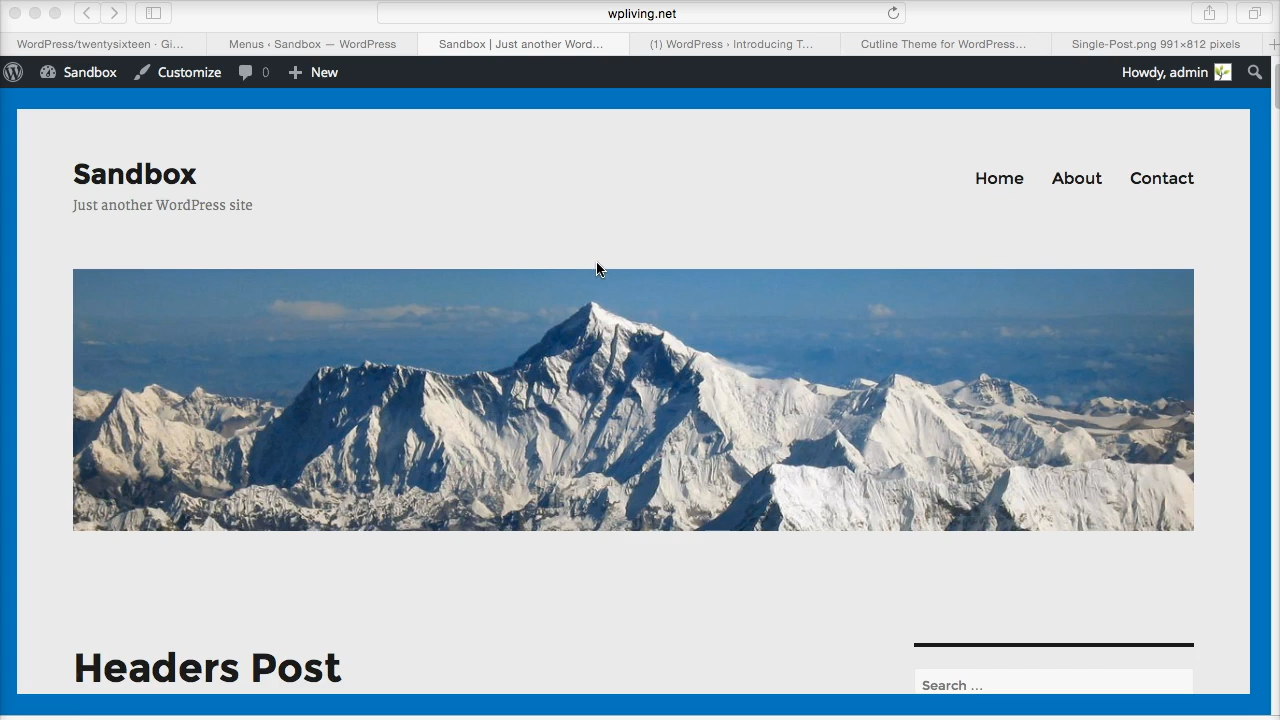 wpliving.net
WordPress/twentysixteen · Gi...
Menus ‹ Sandbox — WordPress
Sandbox | Just another Word...
(1) WordPress › Introducing T...
Cutline Theme for WordPress...
Single-Post.png 991×812 pixels
Sandbox
Customize
0
New
Howdy, admin
Sandbox
Just another WordPress site
Home
About
Contact
Headers Post
Search ...